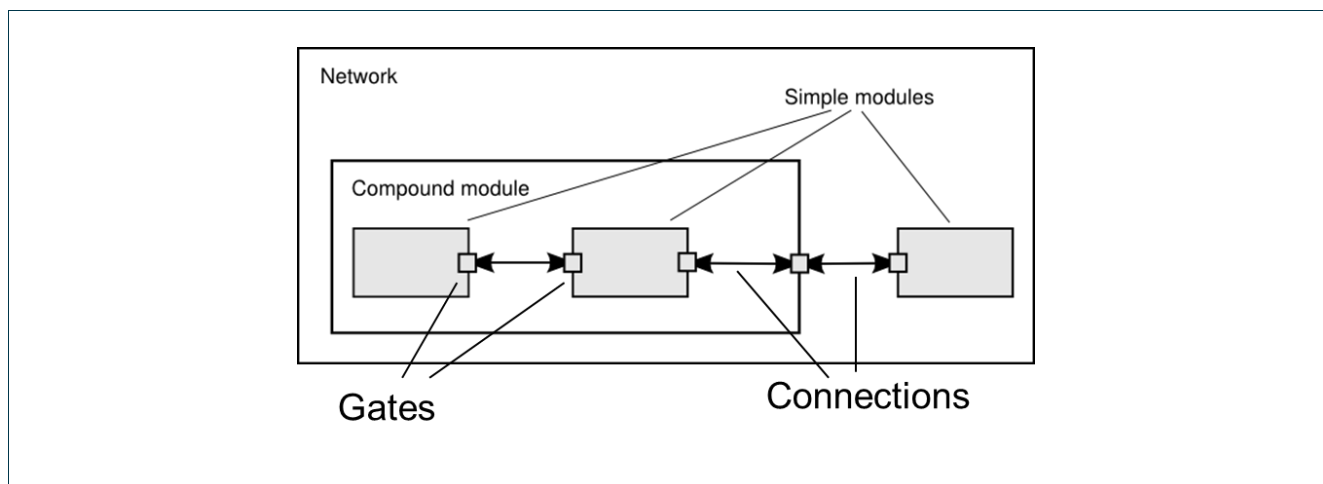 Network
Simple modules
Compound module
Gates
Connections